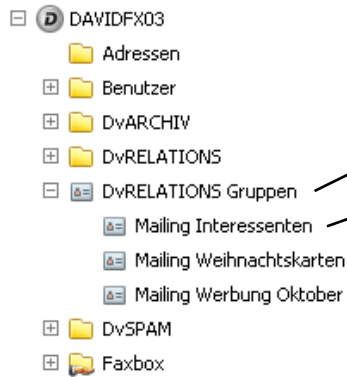 DAVIDFX03
Adressen
Benutzer
DvARCHIV
DvRELATIONS
DvRELATIONS Gruppen
Mailing Interessenten
Mailing Weihnachtskarten
Mailing Werbung Oktober
DvSPAM
Faxbox